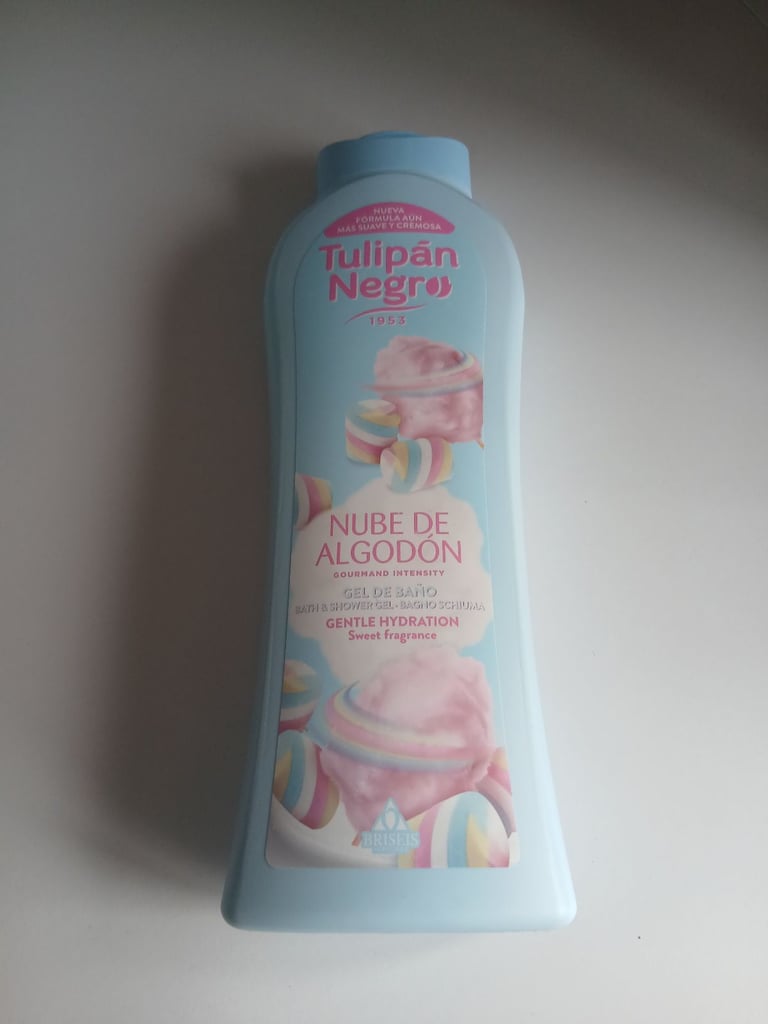 NUEVA
FÓRMULA AÚN
MÁS SUAVE Y CREMOSA
Tulipán
Negro
1953
NUBE DE
ALGODÓN
GOURMAND INTENSITY
GEL DE BAÑO
BATH & SHOWER GEL - BAGNO SCHIUMA
GENTLE HYDRATION
Sweet fragrance
BRISEIS